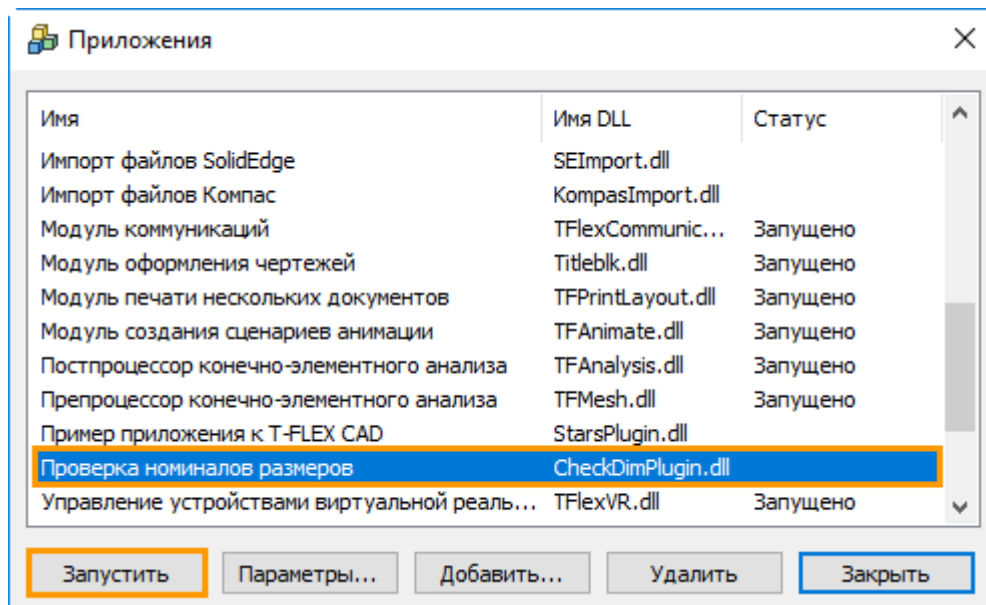 Приложения
Имя Имя DLL Статус
Импорт файлов SolidEdge SEImport.dll
Импорт файлов Компас KompasImport.dll
Модуль коммуникаций TFlexCommunic... Запущено
Модуль оформления чертежей Titleblk.dll Запущено
Модуль печати нескольких документов TFPrintLayout.dll Запущено
Модуль создания сценариев анимации TFAnimate.dll Запущено
Постпроцессор конечно-элементного анализа TFAnalysis.dll Запущено
Препроцессор конечно-элементного анализа TFMesh.dll Запущено
Пример приложения к T-FLEX CAD StarsPlugin.dll
Проверка номиналов размеров CheckDimPlugin.dll
Управление устройствами виртуальной реаль... TFlexVR.dll Запущено
Запустить Параметры... Добавить... Удалить Закрыть